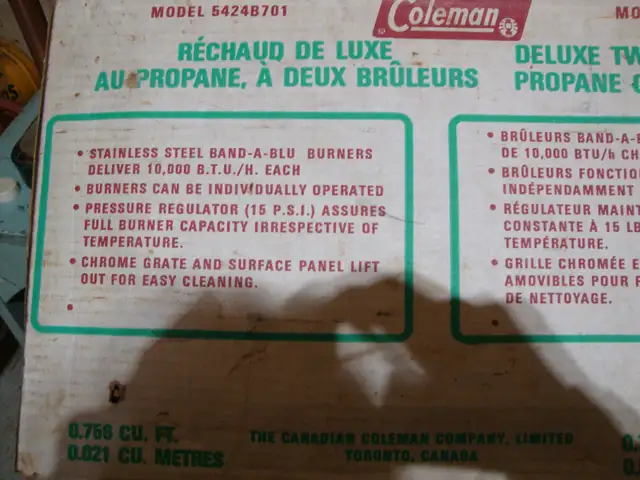 MODEL 5424B701
Coleman
MO
RÉCHAUD DE LUXE
AU PROPANE, À DEUX BRÛLEURS
DELUXE TW
PROPANE
• STAINLESS STEEL BAND-A-BLU BURNERS
DELIVER 10,000 B.T.U./H. EACH
• BURNERS CAN BE INDIVIDUALLY OPERATED
• PRESSURE REGULATOR (15 P.S.I.) ASSURES
FULL BURNER CAPACITY IRRESPECTIVE OF
TEMPERATURE.
• CHROME GRATE AND SURFACE PANEL LIFT
OUT FOR EASY CLEANING.
•
• BRÛLEURS BAND-A-B
DE 10,000 BTU/h CH
• BRÛLEURS FONCTIO
INDÉPENDAMMENT
• RÉGULATEUR MAINT
CONSTANTE À 15 LB
TEMPÉRATURE.
• GRILLE CHROMÉE E
AMOVIBLES POUR F
DE NETTOYAGE.
•
0.756 CU. FT.
0.021 CU. METRES
THE CANADIAN COLEMAN COMPANY, LIMITED
TORONTO, CANADA